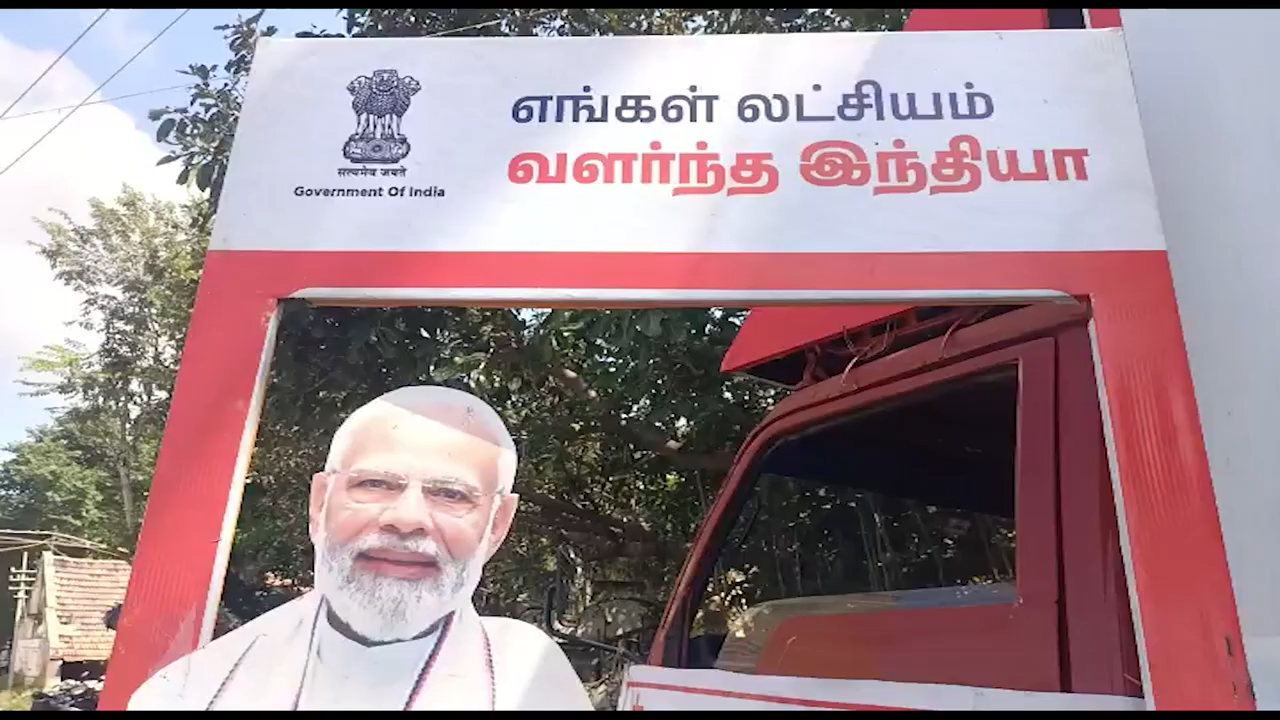 எங்கள் லட்சியம்
வளர்ந்த இந்தியா
सत्यमेव जयते
Government Of India